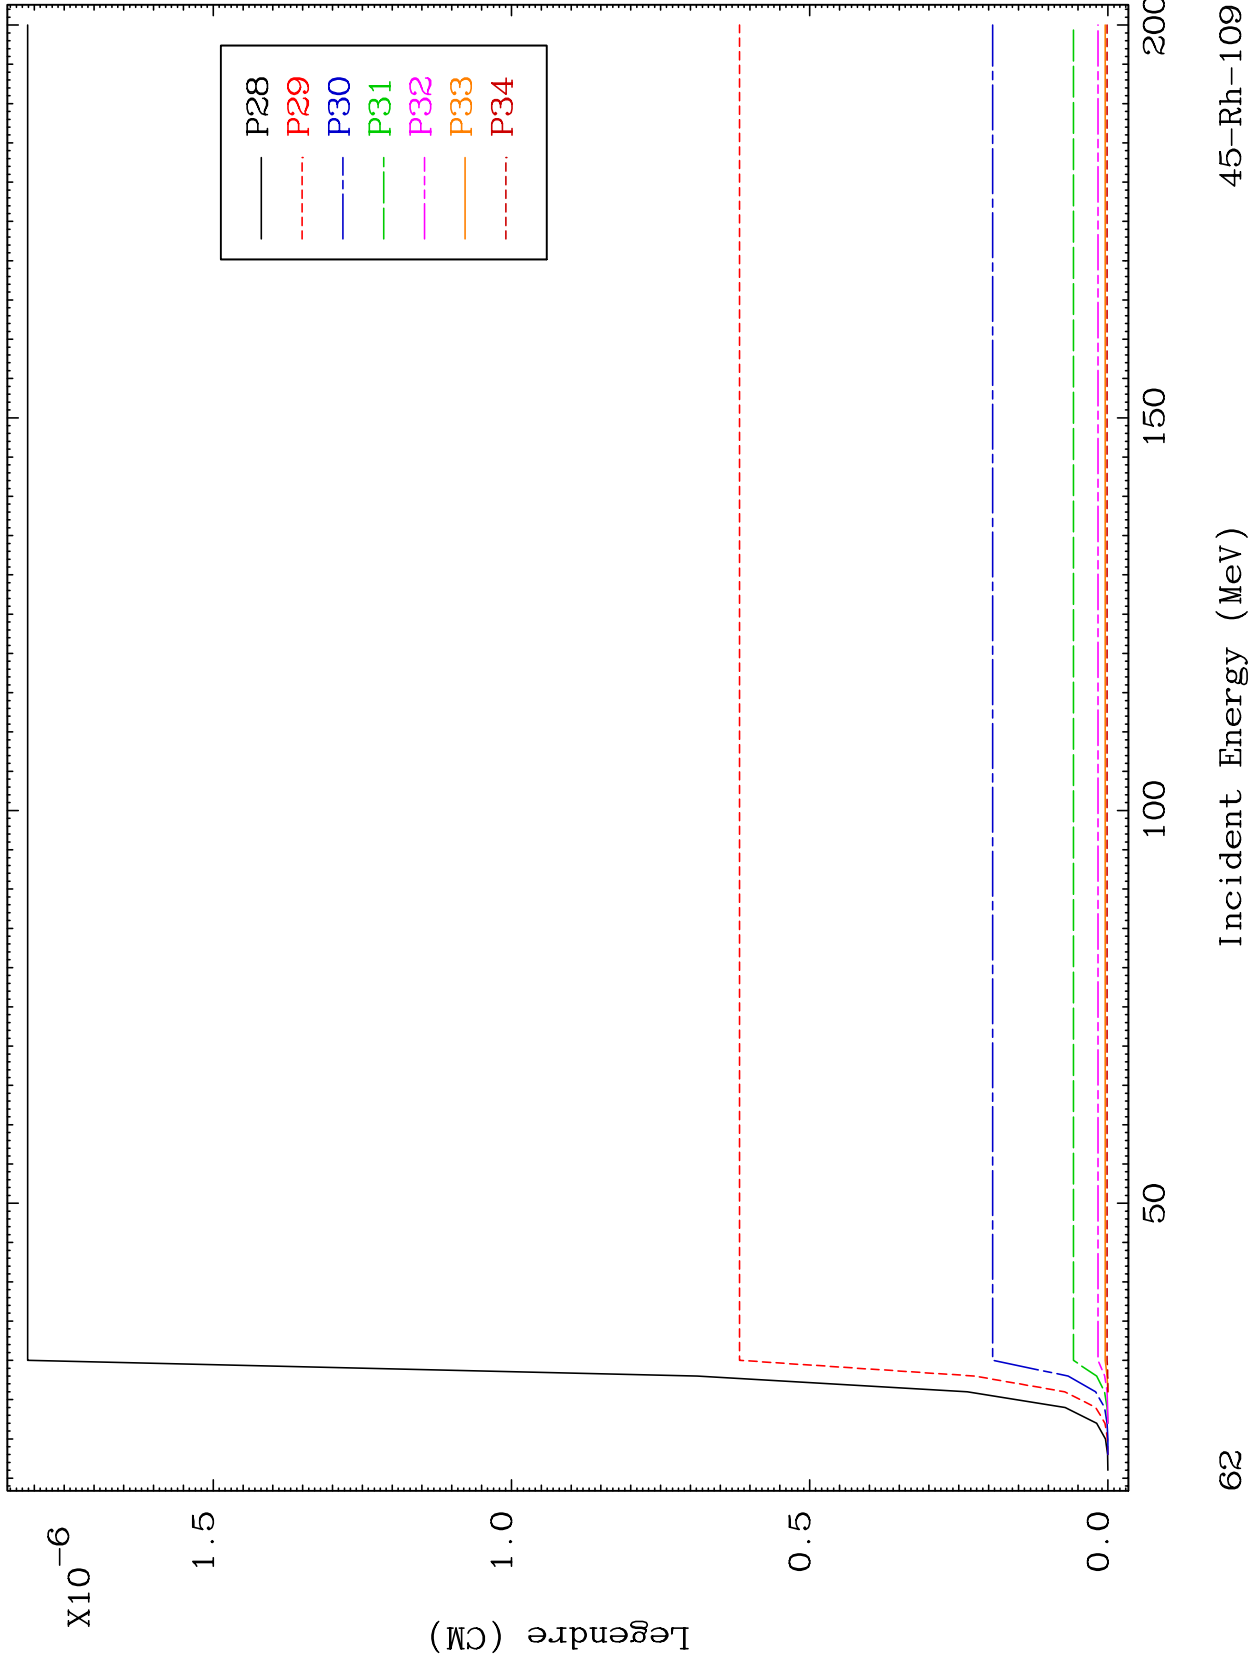 X10-6
1.5
1.0
0.5
0.0
Legendre (CM)
P28
P29
P30
P31
P32
P33
P34
50
100
150
200
Incident Energy (MeV)
62
45-Rh-109